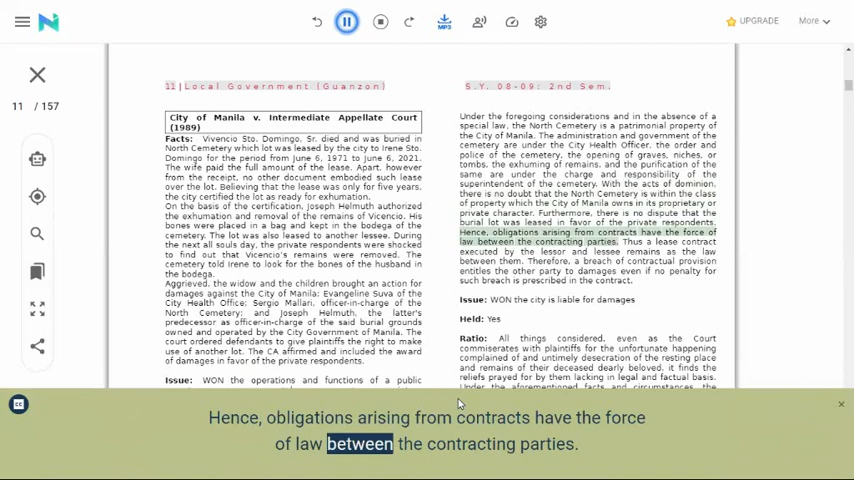 MP3
UPGRADE
More
11 / 157
11|Local Government (Guanzon)
S.Y. 08-09: 2nd Sem.
City of Manila v. Intermediate Appellate Court
(1989)
Facts: Vivencio Sto. Domingo, Sr. died and was buried in
North Cemetery which lot was leased by the city to Irene Sto.
Domingo for the period from June 6, 1971 to June 6, 2021.
The wife paid the full amount of the lease. Apart, however
from the receipt, no other document embodied such lease
over the lot. Believing that the lease was only for five years,
the city certified the lot as ready for exhumation.
On the basis of the certification, Joseph Helmuth authorized
the exhumation and removal of the remains of Vicencio. His
bones were placed in a bag and kept in the bodega of the
cemetery. The lot was also leased to another lessee. During
the next all souls day, the private respondents were shocked
to find out that Vicencio's remains were removed. The
cemetery told Irene to look for the bones of the husband in
the bodega.
Aggrieved, the widow and the children brought an action for
damages against the City of Manila; Evangeline Suva of the
City Health Office; Sergio Mallari, officer-in-charge of the
North Cemetery; and Joseph Helmuth, the latter's
predecessor as officer-in-charge of the said burial grounds
owned and operated by the City Government of Manila. The
court ordered defendants to give plaintiffs the right to make
use of another lot. The CA affirmed and included the award
of damages in favor of the private respondents.
Issue: WON the operations and functions of a public
Under the foregoing considerations and in the absence of a
special law, the North Cemetery is a patrimonial property of
the City of Manila. The administration and government of the
cemetery are under the City Health Officer, the order and
police of the cemetery, the opening of graves, niches, or
tombs, the exhuming of remains, and the purification of the
same are under the charge and responsibility of the
superintendent of the cemetery. With the acts of dominion,
there is no doubt that the North Cemetery is within the class
of property which the City of Manila owns in its proprietary or
private character. Furthermore, there is no dispute that the
burial lot was leased in favor of the private respondents.
Hence, obligations arising from contracts have the force of
law between the contracting parties. Thus a lease contract
executed by the lessor and lessee remains as the law
between them. Therefore, a breach of contractual provision
entitles the other party to damages even if no penalty for
such breach is prescribed in the contract.
Issue: WON the city is liable for damages
Held: Yes
Ratio: All things considered, even as the Court
commiserates with plaintiffs for the unfortunate happening
complained of and untimely desecration of the resting place
and remains of their deceased dearly beloved, it finds the
reliefs prayed for by them lacking in legal and factual basis.
Under the aforementioned facts and circumstances, the
Hence, obligations arising from contracts have the force
of law between the contracting parties.